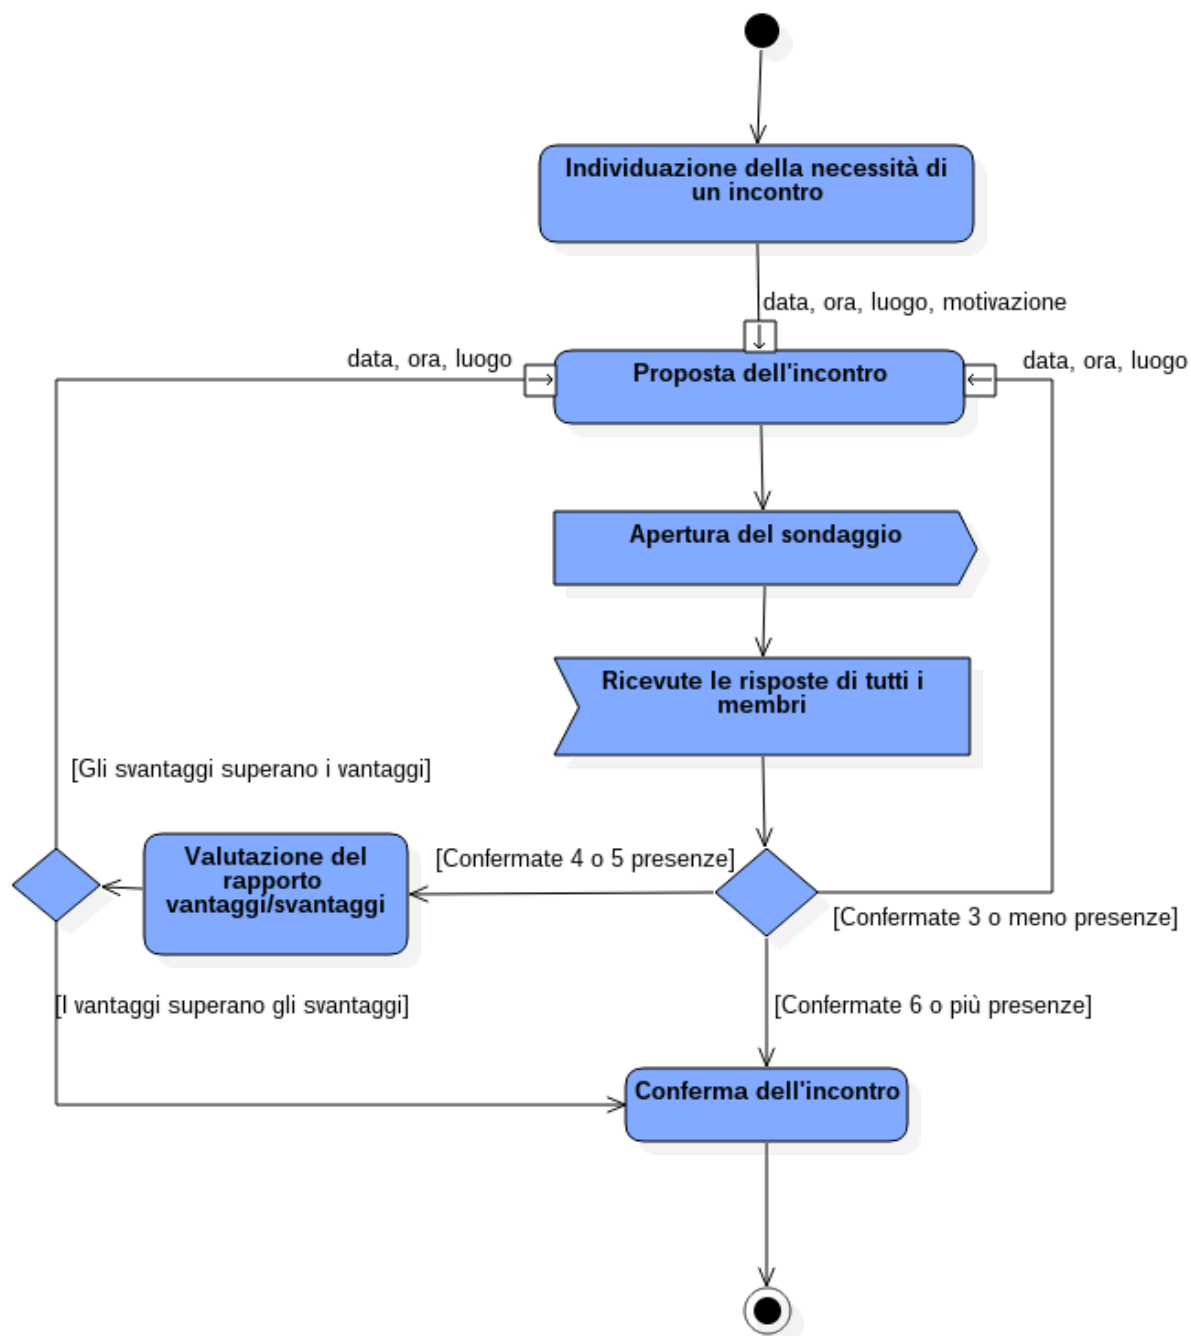 Individuazione della necessità di
un incontro
data, ora, luogo, motivazione
data, ora, luogo
Proposta dell'incontro
data, ora, luogo
Apertura del sondaggio
Ricevute le risposte di tutti i
membri
[Gli svantaggi superano i vantaggi]
Valutazione del
rapporto
vantaggi/svantaggi
[Confermate 4 o 5 presenze]
[Confermate 3 o meno presenze]
[I vantaggi superano gli svantaggi]
[Confermate 6 o più presenze]
Conferma dell'incontro